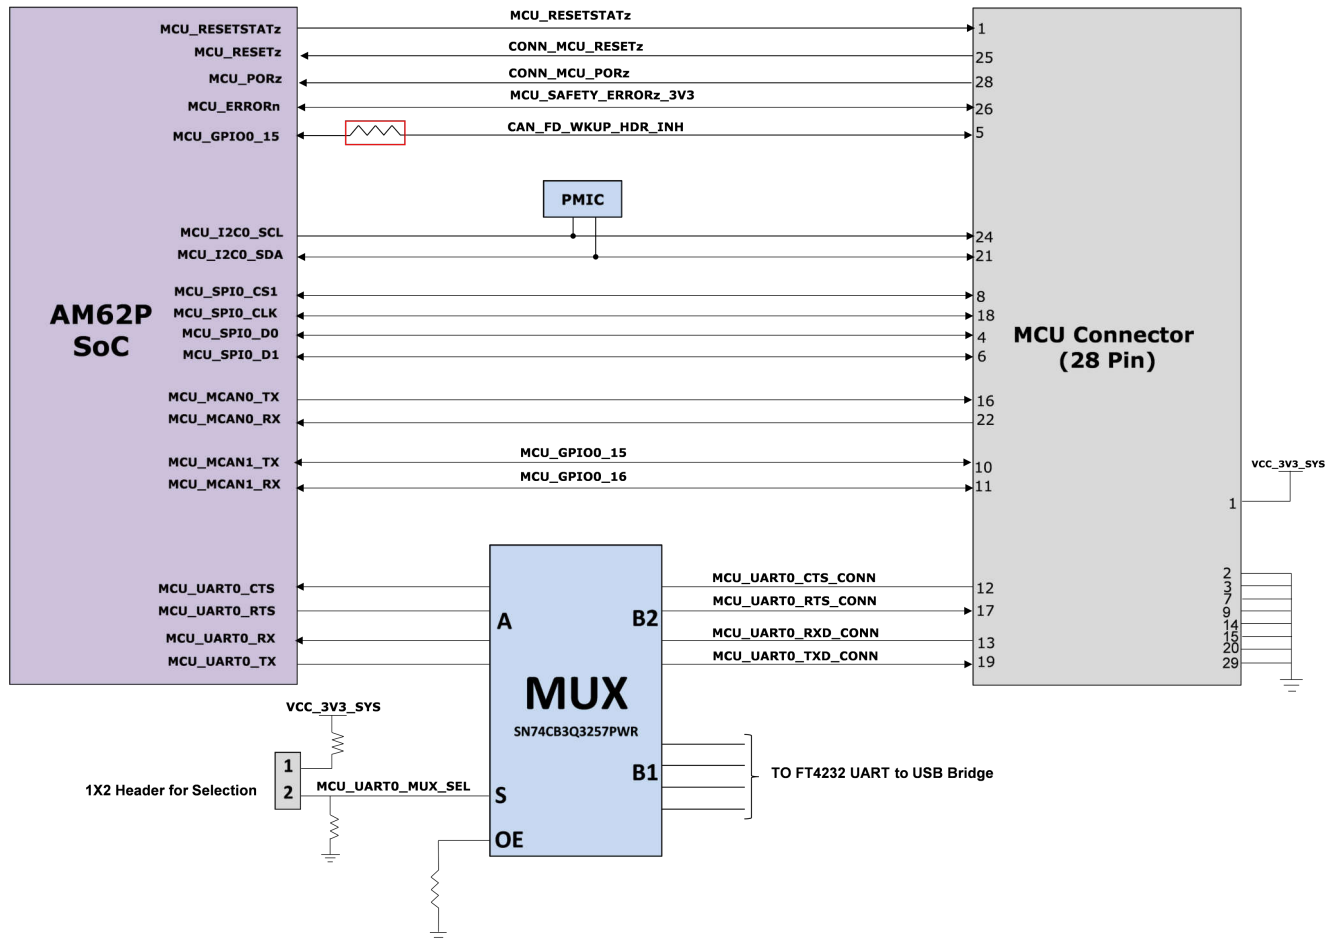 MCU_RESETSTATz
MCU_RESETSTATz
1
MCU_RESETz
CONN_MCU_RESETz
25
MCU_PORz
CONN_MCU_PORz
28
MCU_ERRORn
MCU_SAFETY_ERRORz_3V3
26
MCU_GPIO0_15
CAN_FD_WKUP_HDR_INH
5
PMIC
MCU_I2C0_SCL
24
MCU_I2C0_SDA
21
MCU_SPI0_CS1
8
MCU_SPI0_CLK
18
MCU_SPI0_D0
4
MCU_SPI0_D1
6
AM62P
SoC
MCU Connector
(28 Pin)
MCU_MCAN0_TX
16
MCU_MCAN0_RX
22
MCU_MCAN1_TX
MCU_GPIO0_15
10
MCU_MCAN1_RX
MCU_GPIO0_16
11
VCC_3V3_SYS
1
2
3
7
9
14
15
20
29
MCU_UART0_CTS
MCU_UART0_CTS_CONN
12
MCU_UART0_RTS
MCU_UART0_RTS_CONN
17
MCU_UART0_RX
MCU_UART0_RXD_CONN
13
MCU_UART0_TX
MCU_UART0_TXD_CONN
19
A
B2
MUX
SN74CB3Q3257PWR
B1
TO FT4232 UART to USB Bridge
VCC_3V3_SYS
1
2
1X2 Header for Selection
MCU_UART0_MUX_SEL
S
OE